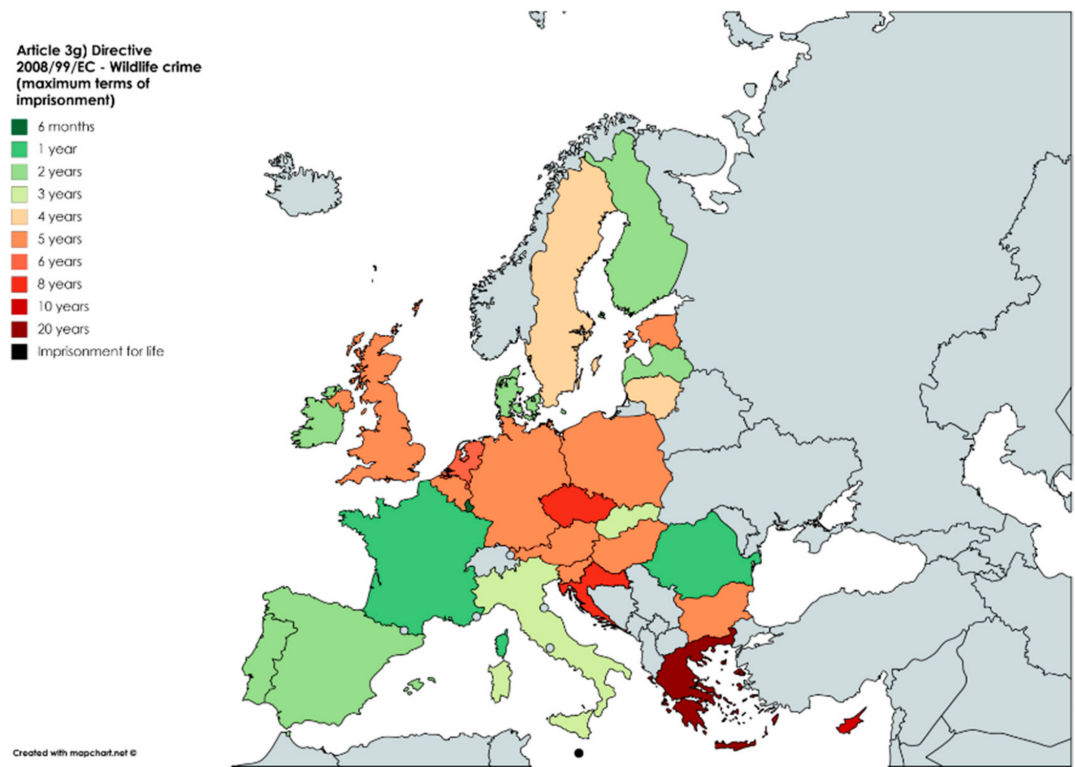 Article 3g) Directive
2008/99/EC - Wildlife crime
(maximum terms of
imprisonment)
6 months
1 year
2 years
3 years
4 years
5 years
6 years
8 years
10 years
20 years
Imprisonment for life
Created with mapchart.net ©